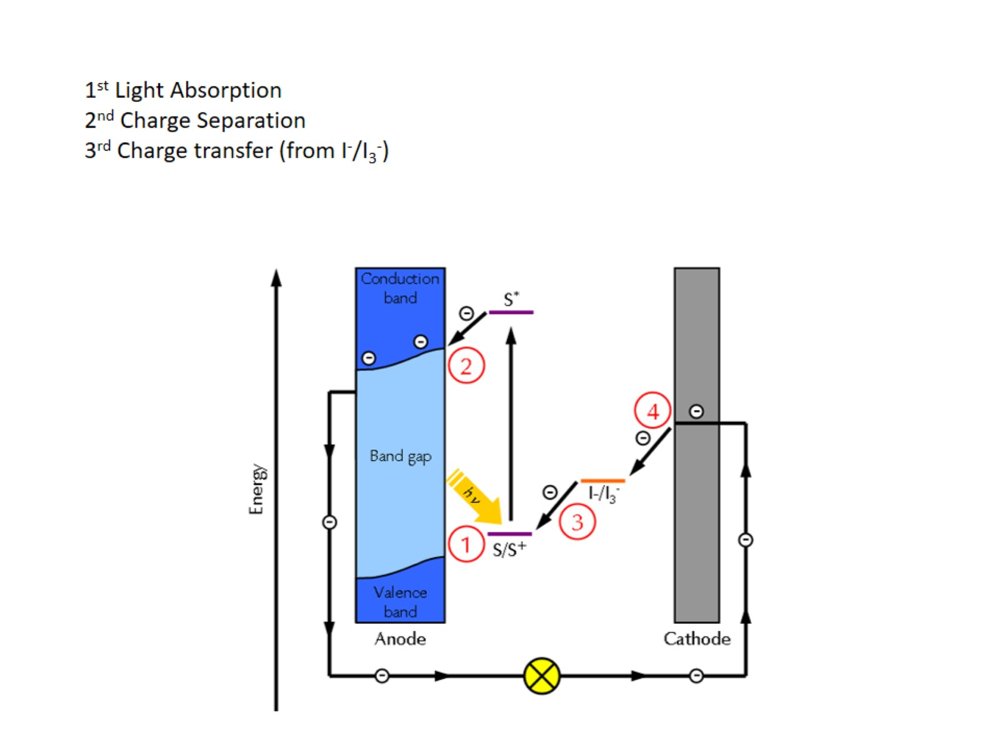 1st Light Absorption
2nd Charge Separation
3rd Charge transfer (from I-/I3-)
Conduction
band
S*
2
4
Band gap
Energy
hν
I-/I3-
3
1
S/S+
Valence
band
Anode
Cathode